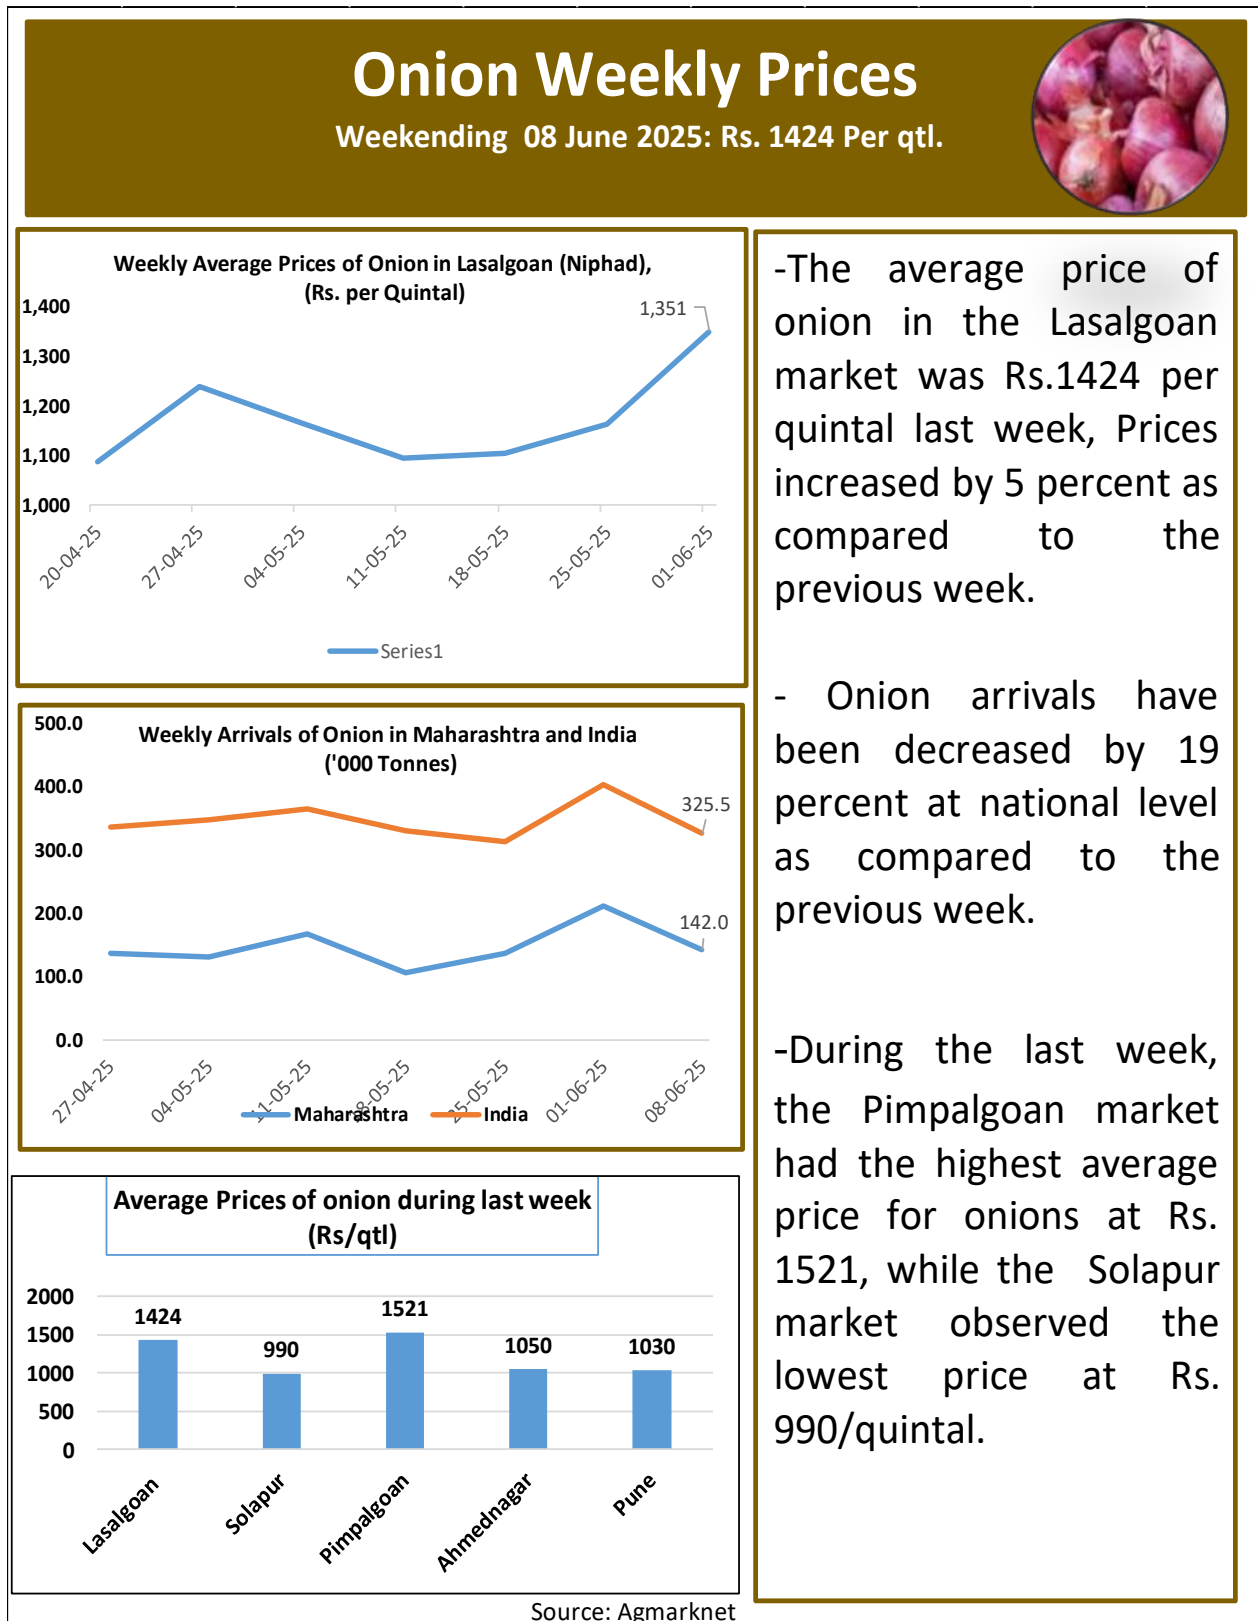 Onion Weekly Prices
Weekending 08 June 2025: Rs. 1424 Per qtl.
Weekly Average Prices of Onion in Lasalgoan (Niphad),
(Rs. per Quintal)
1,400
1,300
1,200
1,100
1,000
1,351
20-04-25
27-04-25
04-05-25
11-05-25
18-05-25
25-05-25
01-06-25
Series1
Weekly Arrivals of Onion in Maharashtra and India
('000 Tonnes)
500.0
400.0
300.0
200.0
100.0
0.0
325.5
142.0
27-04-25
04-05-25
11-05-25
18-05-25
25-05-25
01-06-25
08-06-25
Maharashtra
India
Average Prices of onion during last week
(Rs/qtl)
2000
1500
1000
500
0
1424
990
1521
1050
1030
Lasalgoan
Solapur
Pimpalgoan
Ahmednagar
Pune
-The average price of
onion in the Lasalgoan
market was Rs.1424 per
quintal last week, Prices
increased by 5 percent as
compared to the
previous week.
- Onion arrivals have
been decreased by 19
percent at national level
as compared to the
previous week.
-During the last week,
the Pimpalgoan market
had the highest average
price for onions at Rs.
1521, while the Solapur
market observed the
lowest price at Rs.
990/quintal.
Source: Agmarknet